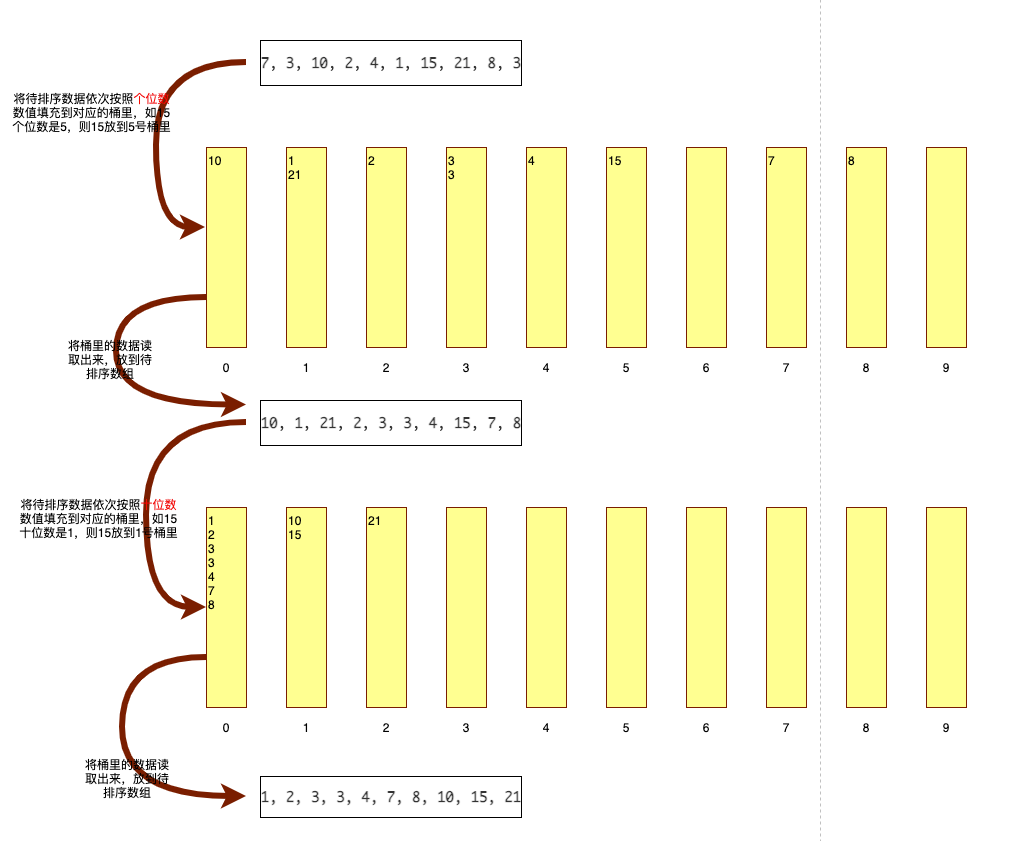 7, 3, 10, 2, 4, 1, 15, 21, 8, 3
将待排序数据依次按照个位数
数值填充到对应的桶里，如15
个位数是5，则15放到5号桶里
10
1
21
2
3
3
4
15
7
8
将桶里的数据读
取出来，放到待
排序数组
0 1 2 3 4 5 6 7 8 9
10, 1, 21, 2, 3, 3, 4, 15, 7, 8
将待排序数据依次按照十位数
数值填充到对应的桶里，如15
十位数是1，则15放到1号桶里
1
2
3
3
4
7
8
10
15
21
0 1 2 3 4 5 6 7 8 9
将桶里的数据读
取出来，放到待
排序数组
1, 2, 3, 3, 4, 7, 8, 10, 15, 21